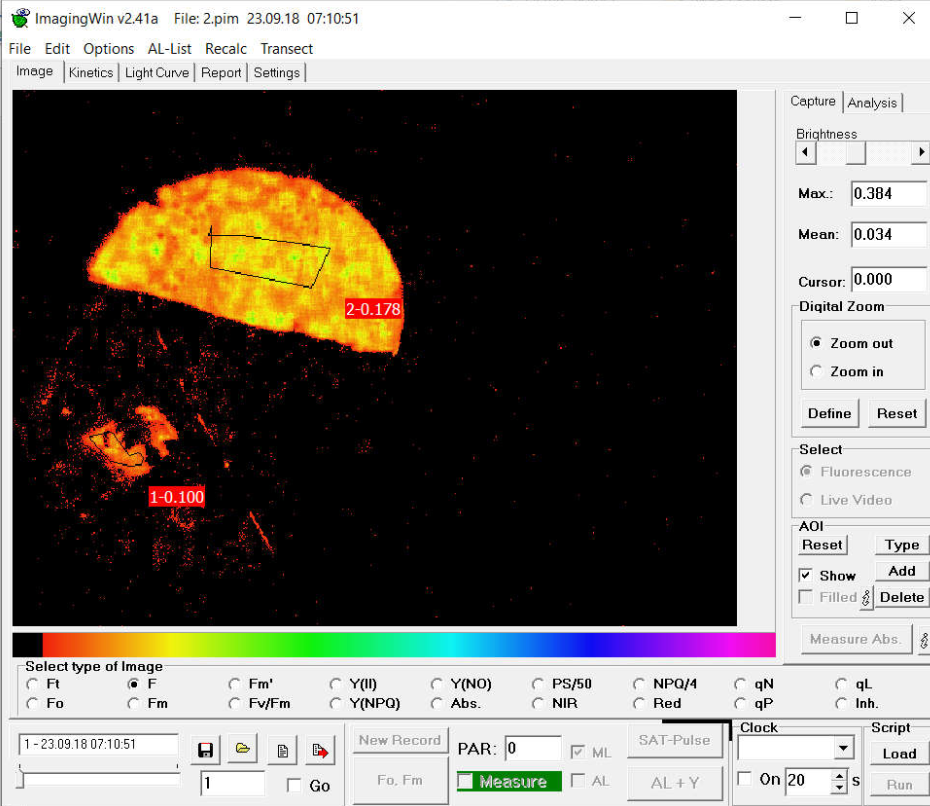 ImagingWin v2.41a File: 2.pim 23.09.18 07:10:51
File Edit Options AL-List Recalc Transect
Image Kinetics Light Curve Report Settings
Capture Analysis
Brightness
Max.: 0.384
Mean: 0.034
Cursor: 0.000
Digital Zoom
Zoom out
Zoom in
Define Reset
Select
Fluorescence
Live Video
AOI
Reset Type
Show Add
Filled i Delete
Measure Abs. i
2-0.178
1-0.100
Select type of Image
Ft F Fm' Y(II) Y(NO) PS/50 NPQ/4 qN qL
Fo Fm Fv/Fm Y(NPQ) Abs. NIR Red qP Inh.
1 - 23.09.18 07:10:51
1 Go
New Record
Fo, Fm
PAR: 0 ML
Measure AL
SAT-Pulse
AL + Y
Clock
On 20 s
Script
Load
Run